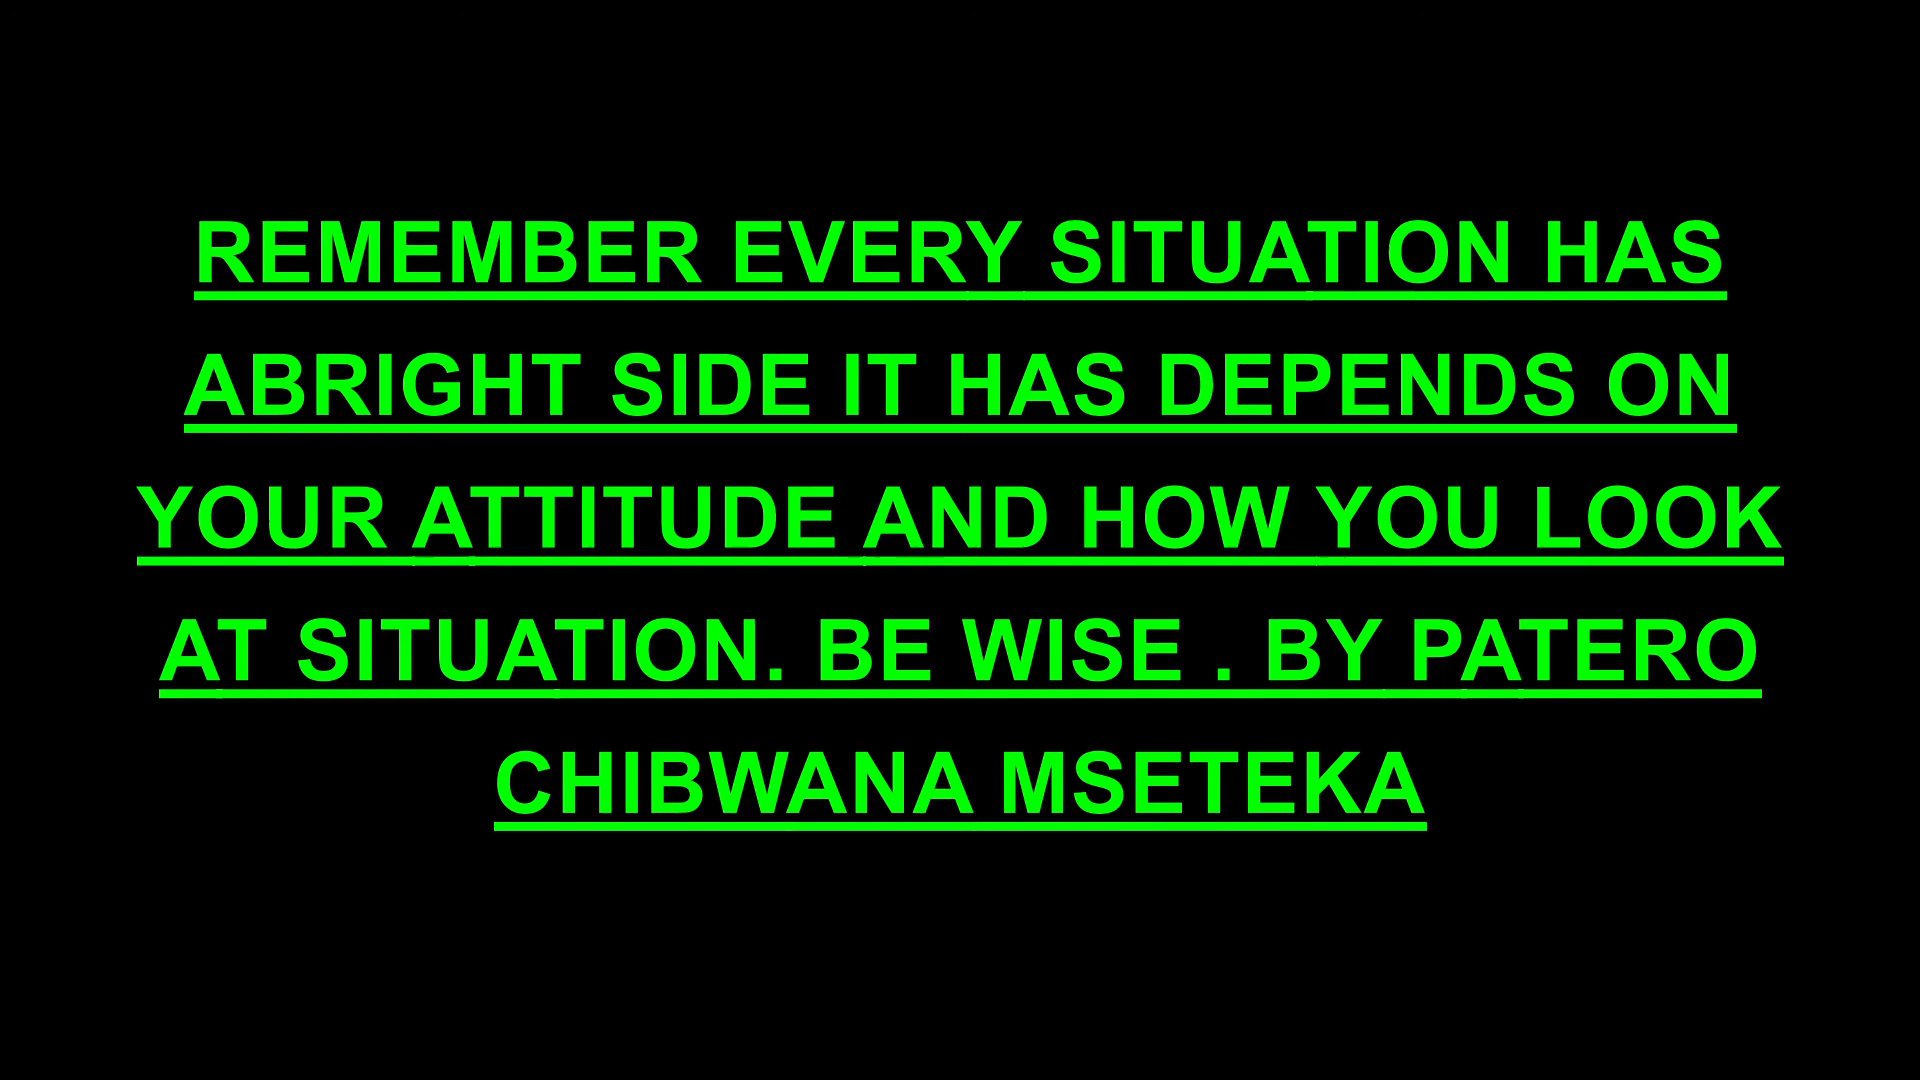 REMEMBER EVERY SITUATION HAS
ABRIGHT SIDE IT HAS DEPENDS ON
YOUR ATTITUDE AND HOW YOU LOOK
AT SITUATION. BE WISE . BY PATERO
CHIBWANA MSETEKA